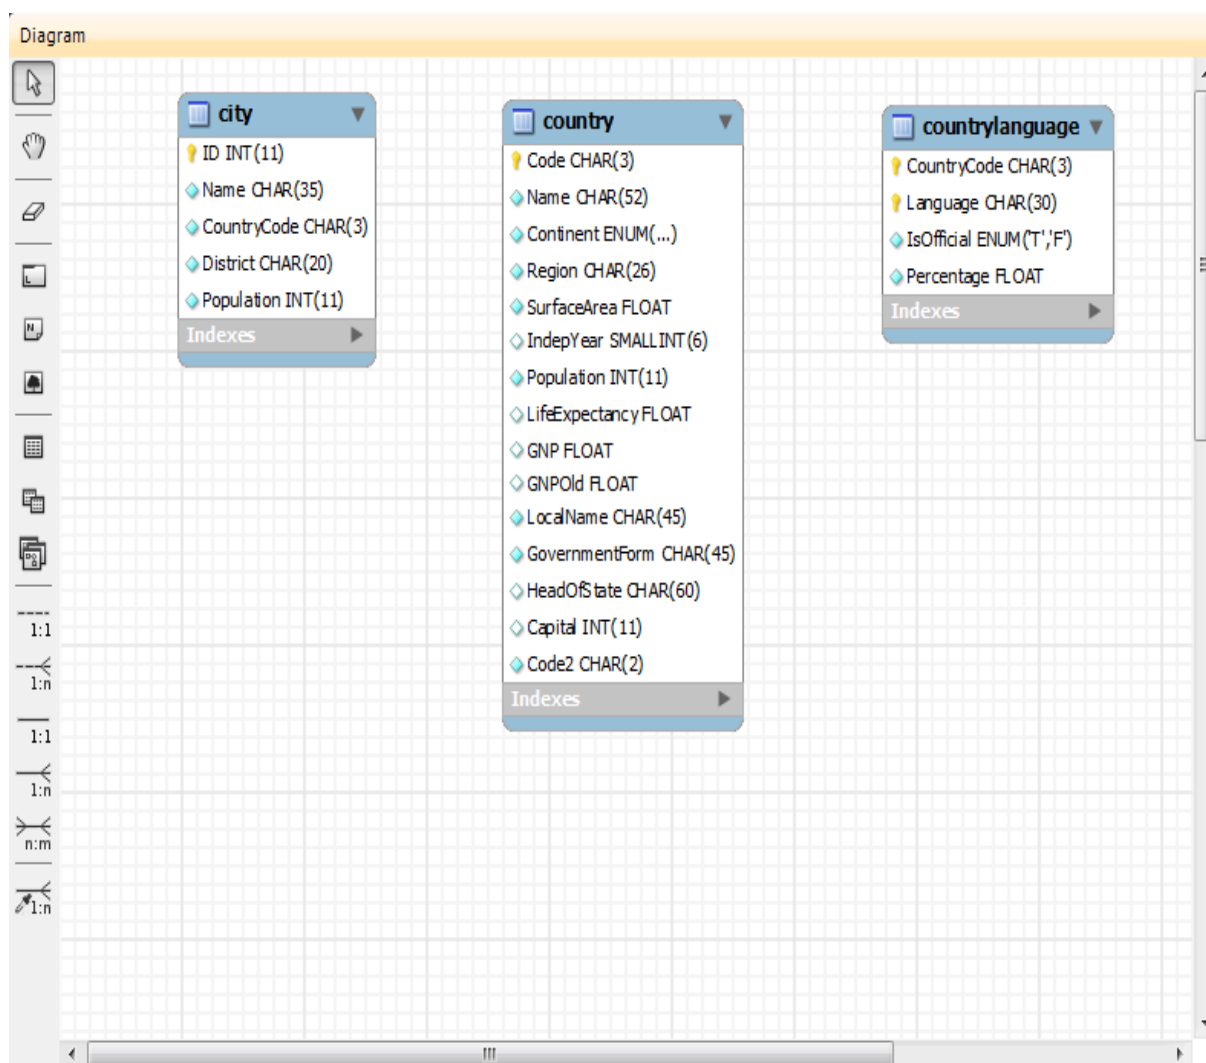 Diagram
city
ID INT(11)
Name CHAR(35)
CountryCode CHAR(3)
District CHAR(20)
Population INT(11)
Indexes
country
Code CHAR(3)
Name CHAR(52)
Continent ENUM(...)
Region CHAR(26)
SurfaceArea FLOAT
IndepYear SMALLINT(6)
Population INT(11)
LifeExpectancy FLOAT
GNP FLOAT
GNPOld FLOAT
LocalName CHAR(45)
GovernmentForm CHAR(45)
HeadOfState CHAR(60)
Capital INT(11)
Code2 CHAR(2)
Indexes
countrylanguage
CountryCode CHAR(3)
Language CHAR(30)
IsOfficial ENUM('T','F')
Percentage FLOAT
Indexes
1:1
1:n
1:1
1:n
n:m
1:n